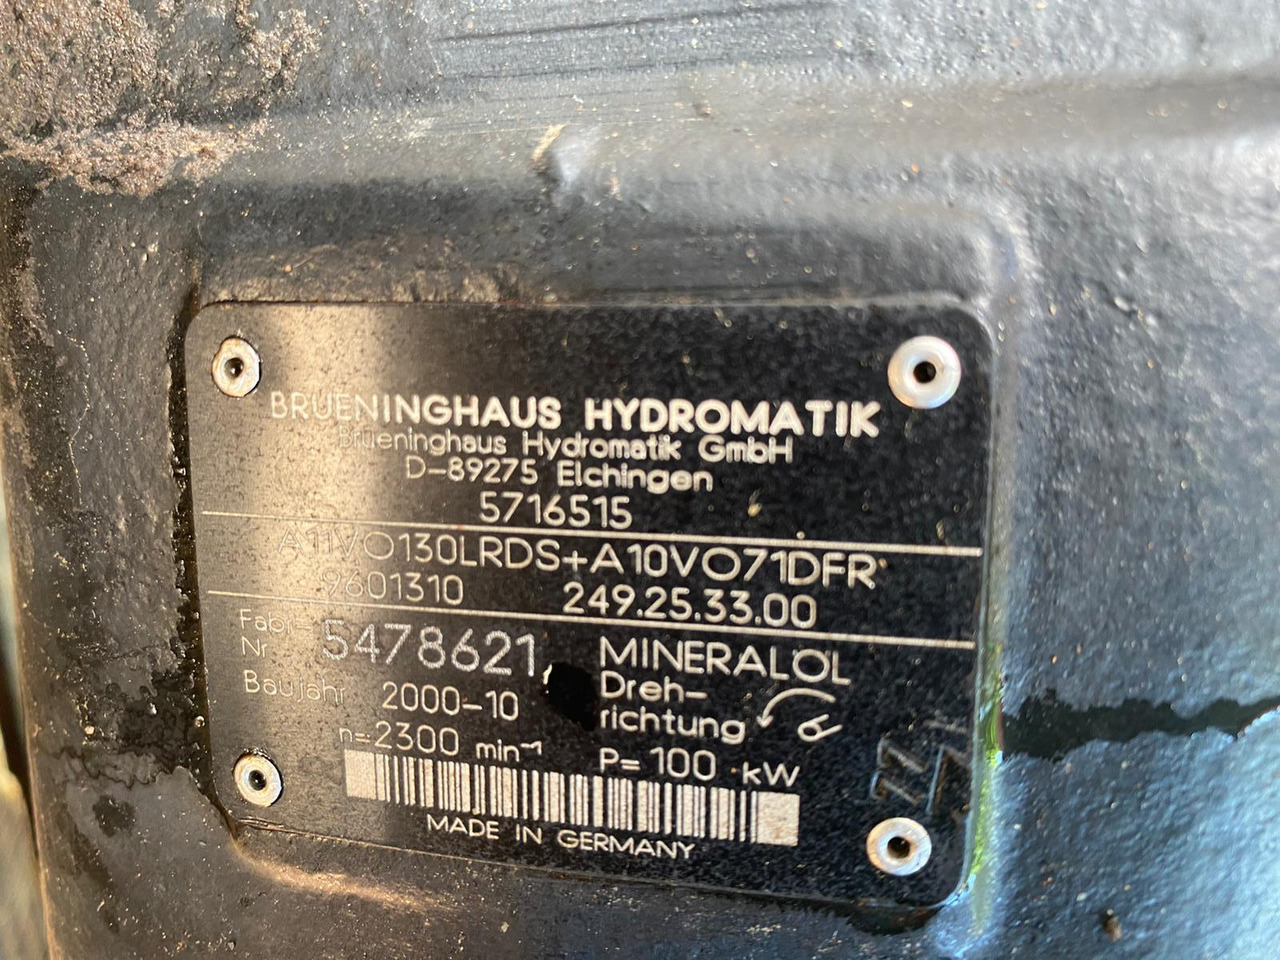 BRUENINGHAUS HYDROMATIK
Brueninghaus Hydromatik GmbH
D-89275 Elchingen
5716515
A11VO130LRDS+A10VO71DFR
9601310 249.25.33.00
Fabr- Nr 5478621 MINERALÖL
Baujahr 2000-10 Dreh-
richtung
n=2300 min⁻¹ P= 100 kW
MADE IN GERMANY